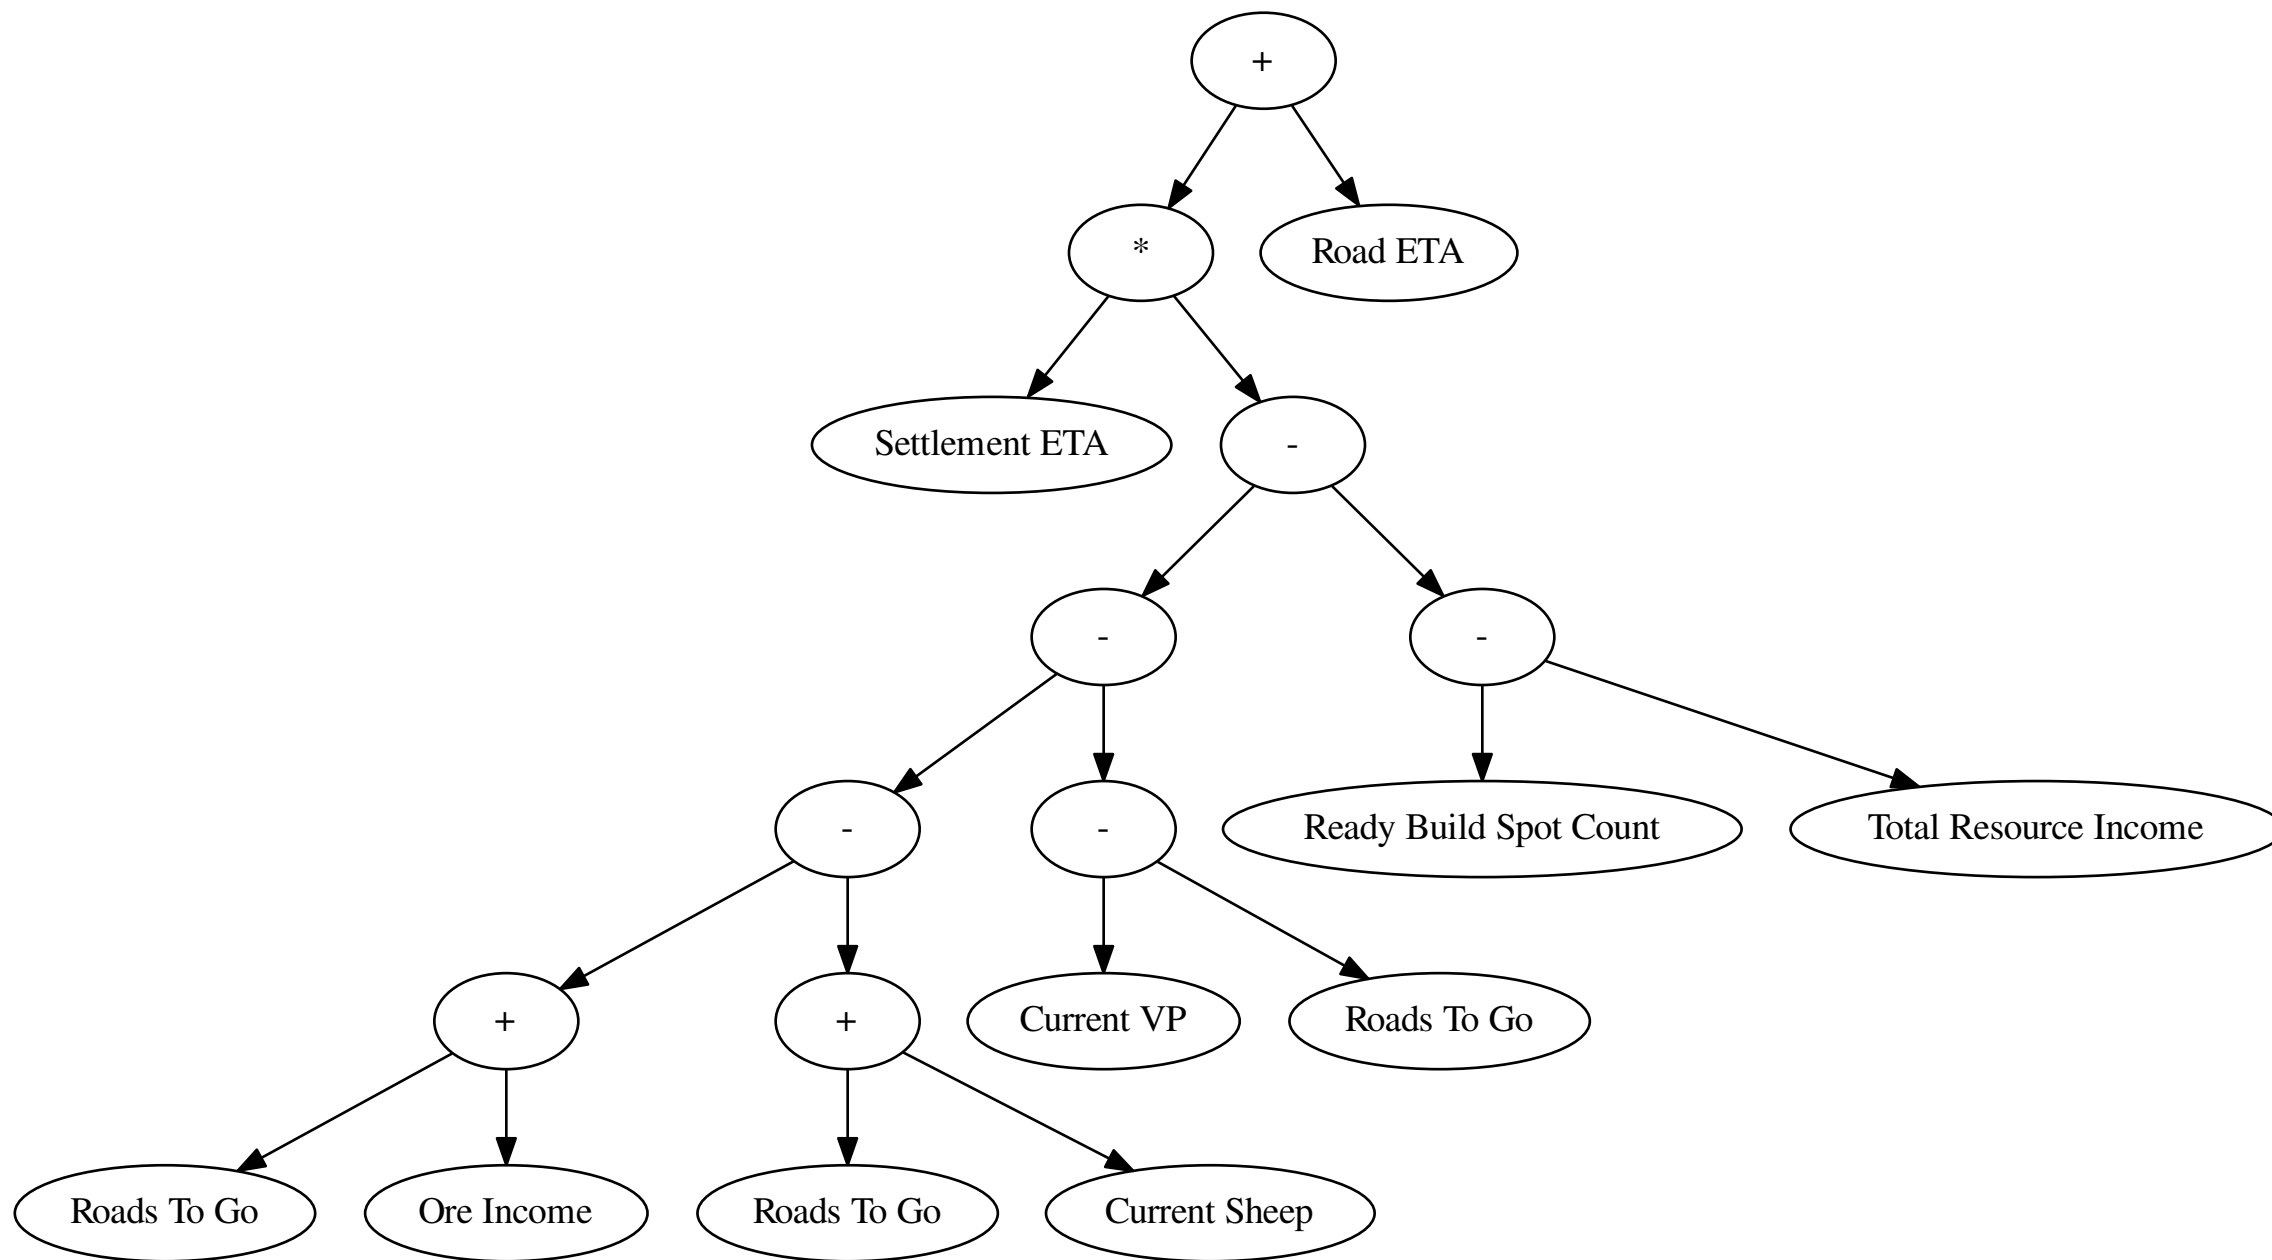 +
*
Road ETA
Settlement ETA
-
-
-
-
-
Ready Build Spot Count
Total Resource Income
+
+
Current VP
Roads To Go
Roads To Go
Ore Income
Roads To Go
Current Sheep